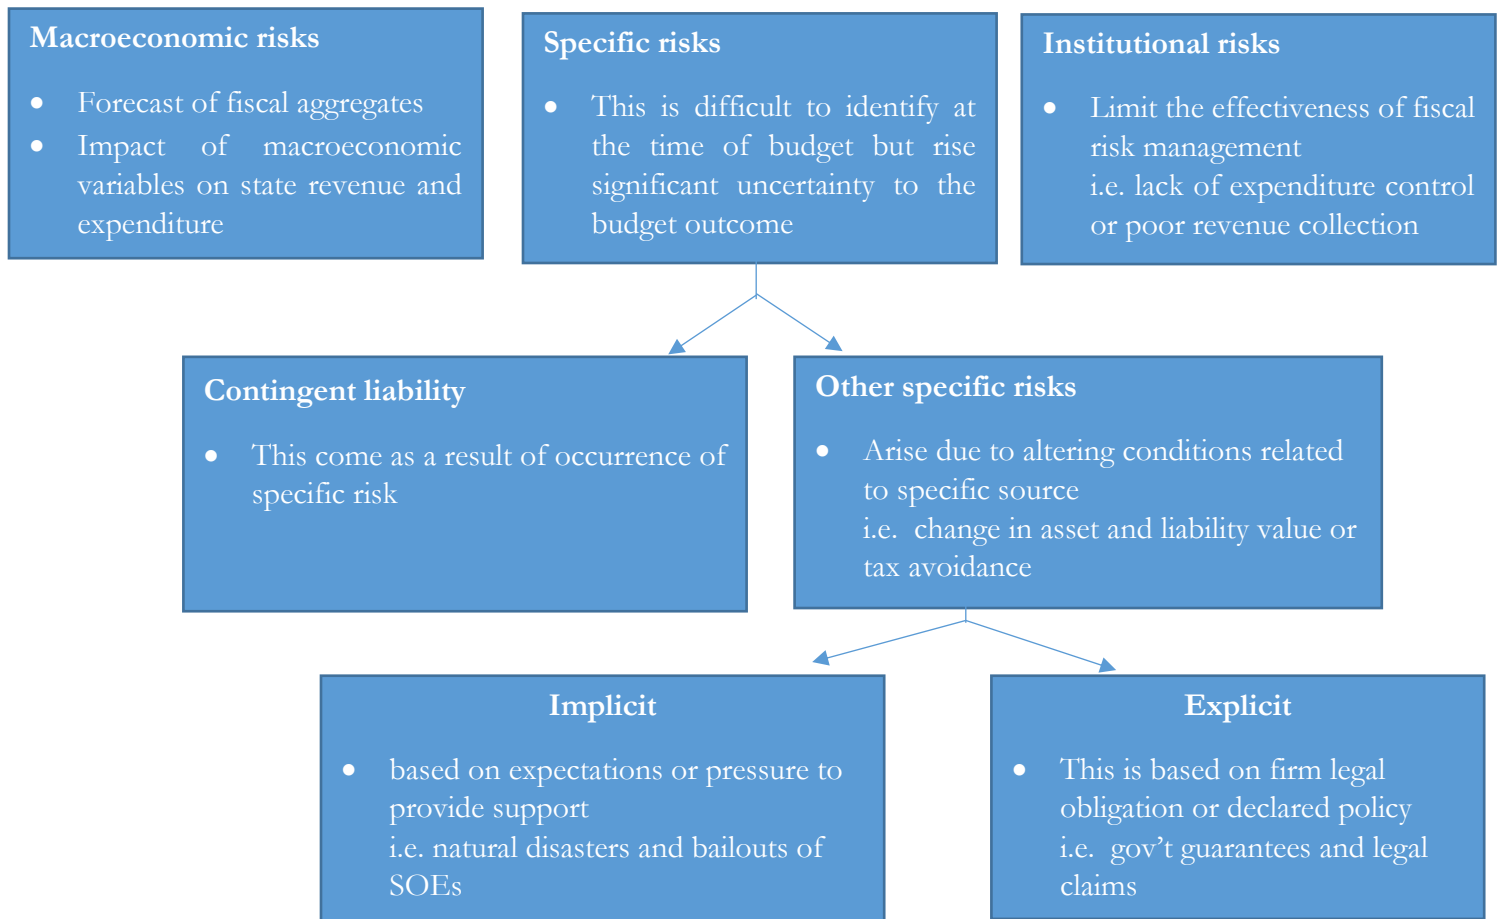 Macroeconomic risks
• Forecast of fiscal aggregates
• Impact of macroeconomic
variables on state revenue and
expenditure
Specific risks
• This is difficult to identify at
the time of budget but rise
significant uncertainty to the
budget outcome
Institutional risks
• Limit the effectiveness of fiscal
risk management
i.e. lack of expenditure control
or poor revenue collection
Contingent liability
• This come as a result of occurrence of
specific risk
Other specific risks
• Arise due to altering conditions related
to specific source
i.e. change in asset and liability value or
tax avoidance
Implicit
• based on expectations or pressure to
provide support
i.e. natural disasters and bailouts of
SOEs
Explicit
• This is based on firm legal
obligation or declared policy
i.e. gov’t guarantees and legal
claims